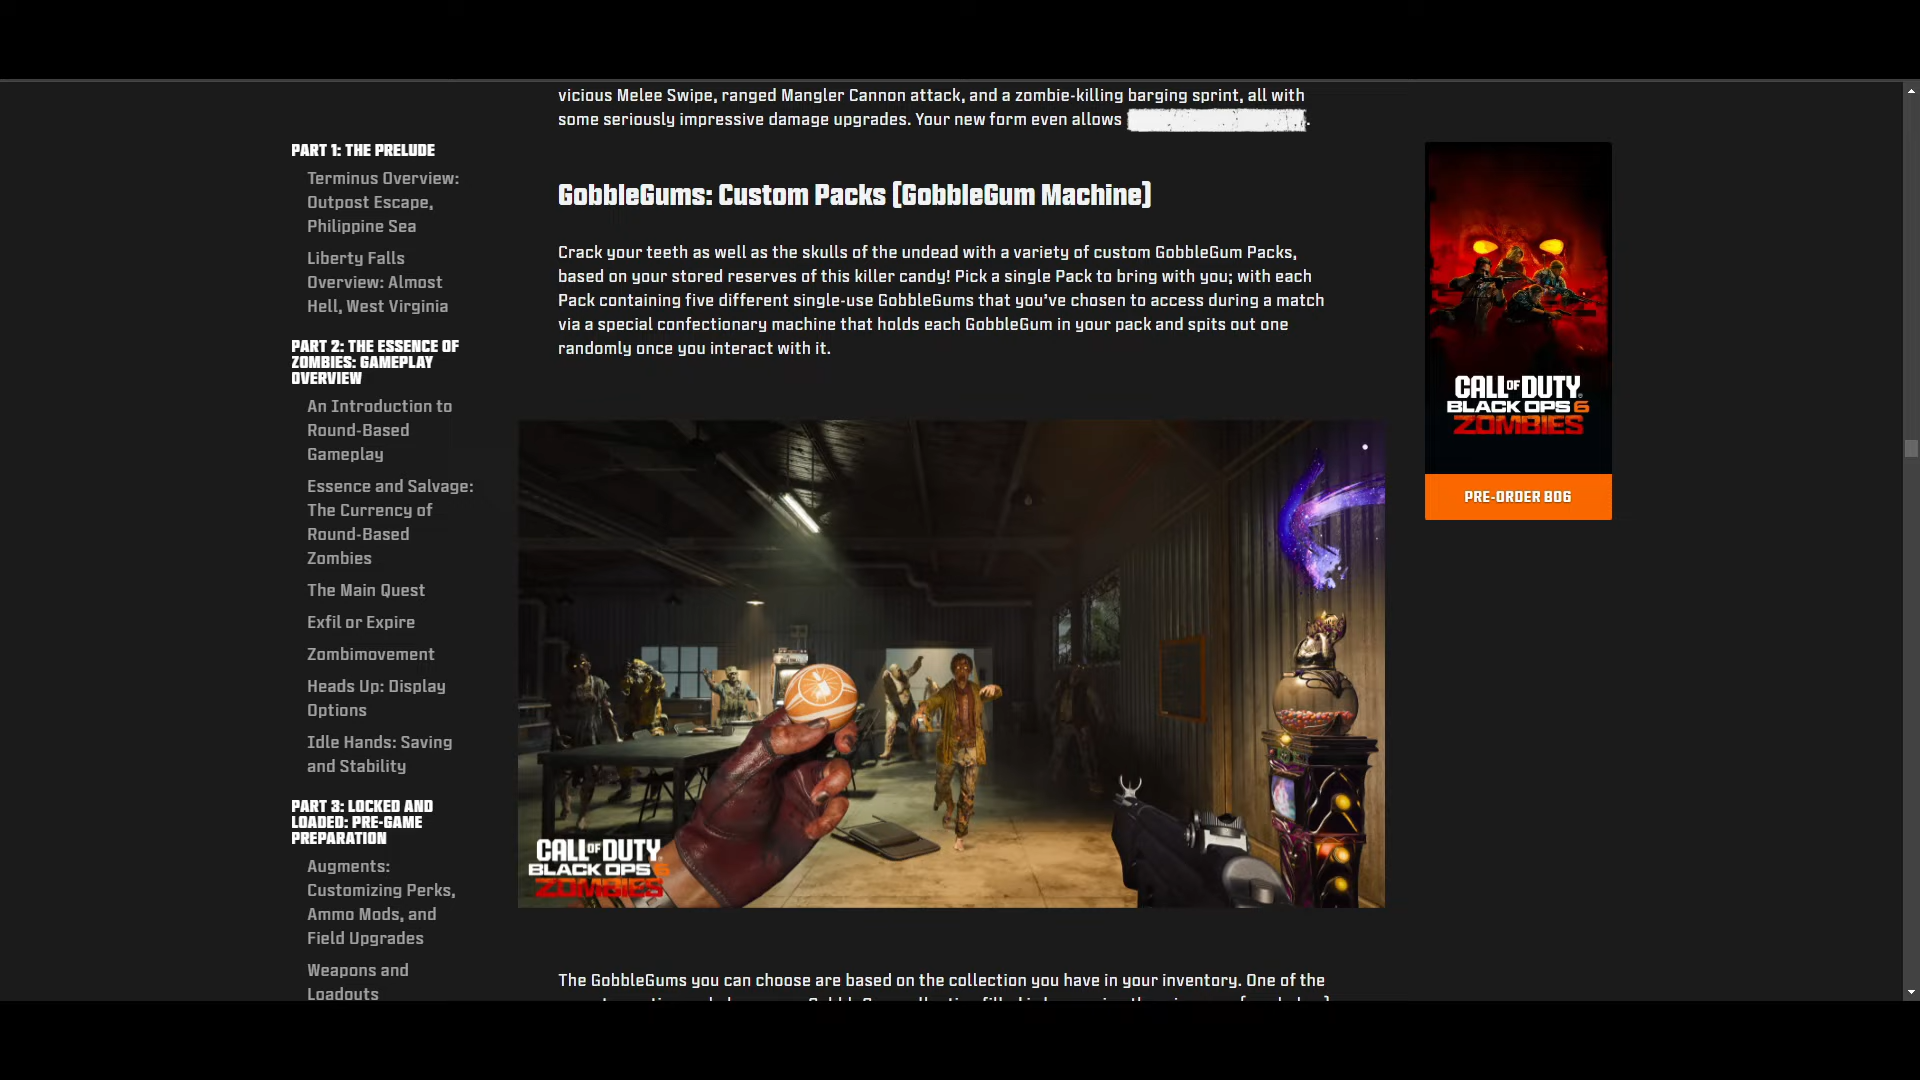 vicious Melee Swipe, ranged Mangler Cannon attack, and a zombie-killing barging sprint, all with
some seriously impressive damage upgrades. Your new form even allows .
PART 1: THE PRELUDE
Terminus Overview:
Outpost Escape,
Philippine Sea
Liberty Falls
Overview: Almost
Hell, West Virginia
PART 2: THE ESSENCE OF
ZOMBIES: GAMEPLAY
OVERVIEW
An Introduction to
Round-Based
Gameplay
Essence and Salvage:
The Currency of
Round-Based
Zombies
The Main Quest
Exfil or Expire
Zombimovement
Heads Up: Display
Options
Idle Hands: Saving
and Stability
PART 3: LOCKED AND
LOADED: PRE-GAME
PREPARATION
Augments:
Customizing Perks,
Ammo Mods, and
Field Upgrades
Weapons and
Loadouts
GobbleGums: Custom Packs (GobbleGum Machine)
Crack your teeth as well as the skulls of the undead with a variety of custom GobbleGum Packs,
based on your stored reserves of this killer candy! Pick a single Pack to bring with you; with each
Pack containing five different single-use GobbleGums that you've chosen to access during a match
via a special confectionary machine that holds each GobbleGum in your pack and spits out one
randomly once you interact with it.
CALL OF DUTY
BLACK OPS 6
ZOMBIES
The GobbleGums you can choose are based on the collection you have in your inventory. One of the
CALL OF DUTY
BLACK OPS 6
ZOMBIES
PRE-ORDER BO6